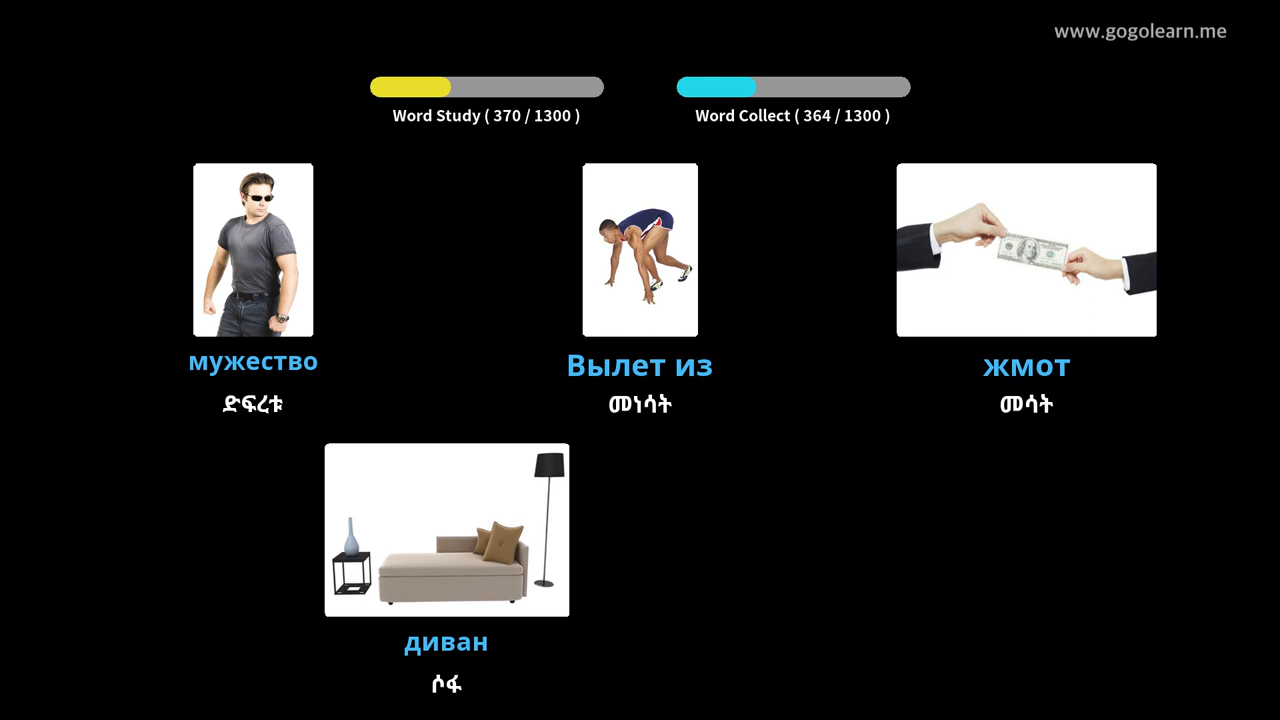 www.gogolearn.me
Word Study ( 370 / 1300 )
Word Collect ( 364 / 1300 )
мужество
ድፍረቱ
Вылет из
መነሳት
жмот
መሳት
диван
ሶፋ